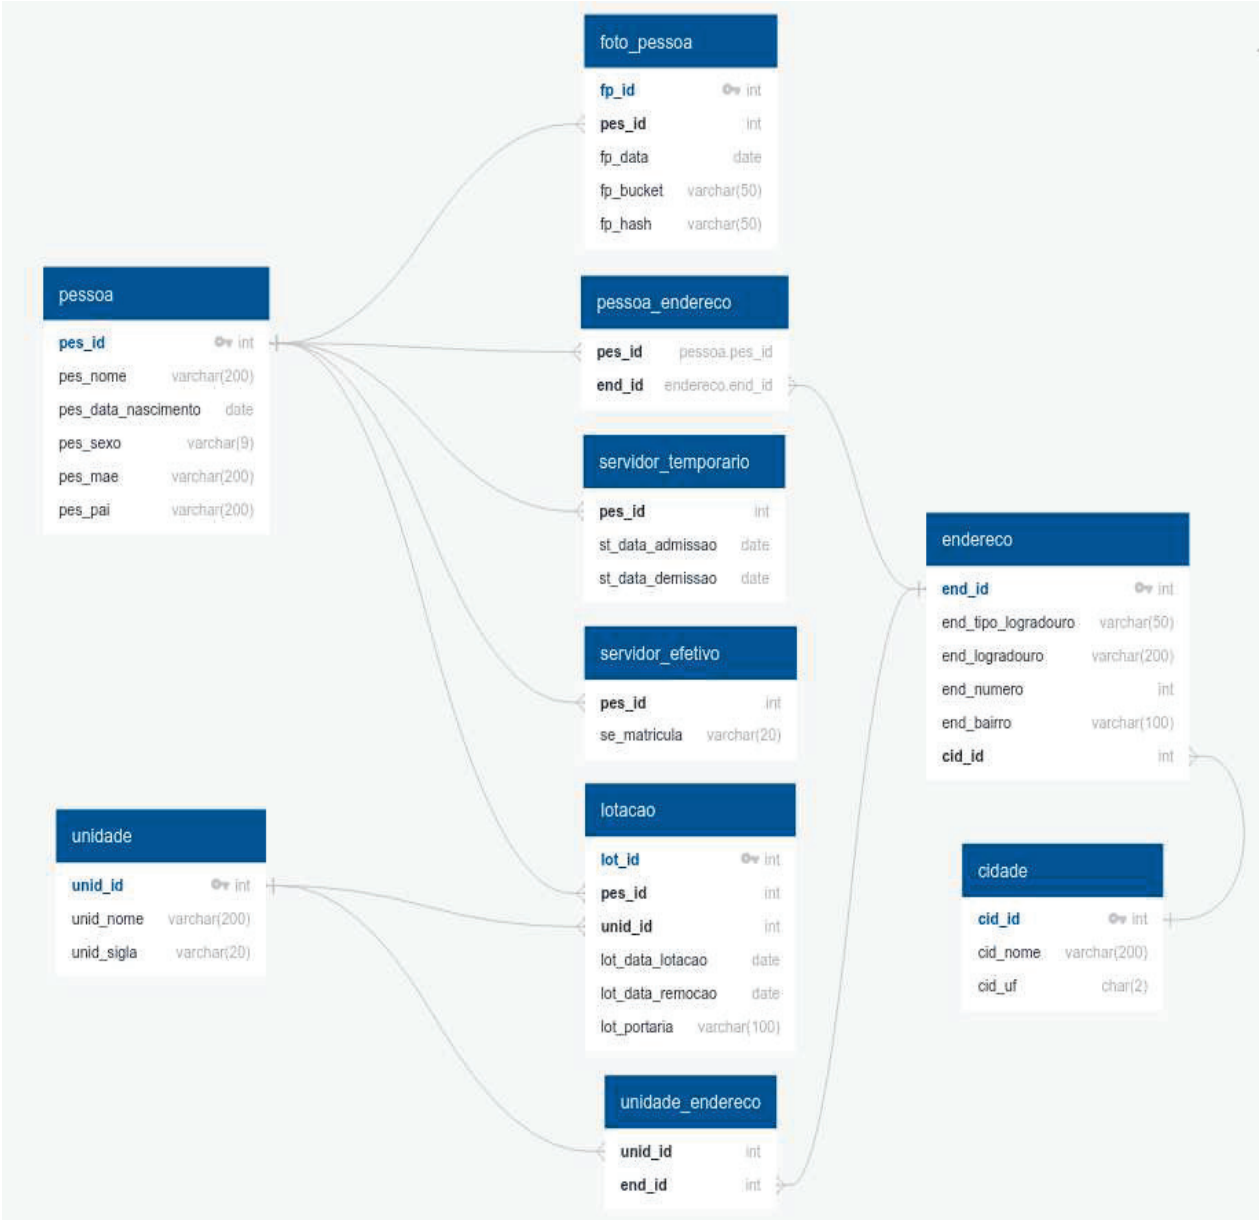 foto_pessoa
fp_id int
pes_id int
fp_data date
fp_bucket varchar(50)
fp_hash varchar(50)
pessoa
pes_id int
pes_nome varchar(200)
pes_data_nascimento date
pes_sexo varchar(9)
pes_mae varchar(200)
pes_pai varchar(200)
pessoa_endereco
pes_id pessoa.pes_id
end_id endereco.end_id
servidor_temporario
pes_id int
st_data_admissao date
st_data_demissao date
servidor_efetivo
pes_id int
se_matricula varchar(20)
endereco
end_id int
end_tipo_logradouro varchar(50)
end_logradouro varchar(200)
end_numero int
end_bairro varchar(100)
cid_id int
unidade
unid_id int
unid_nome varchar(200)
unid_sigla varchar(20)
lotacao
lot_id int
pes_id int
unid_id int
lot_data_lotacao date
lot_data_remocao date
lot_portaria varchar(100)
cidade
cid_id int
cid_nome varchar(200)
cid_uf char(2)
unidade_endereco
unid_id int
end_id int